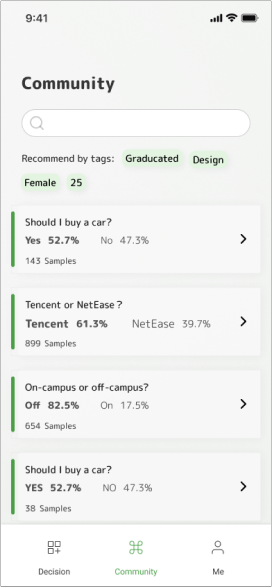 9:41
Community
Recommend by tags: Graducated Design
Female 25
Should I buy a car?
Yes 52.7% No 47.3%
143 Samples
Tencent or NetEase ?
Tencent 61.3% NetEase 39.7%
899 Samples
On-campus or off-campus?
Off 82.5% On 17.5%
654 Samples
Should I buy a car?
YES 52.7% NO 47.3%
38 Samples
Decision Community Me